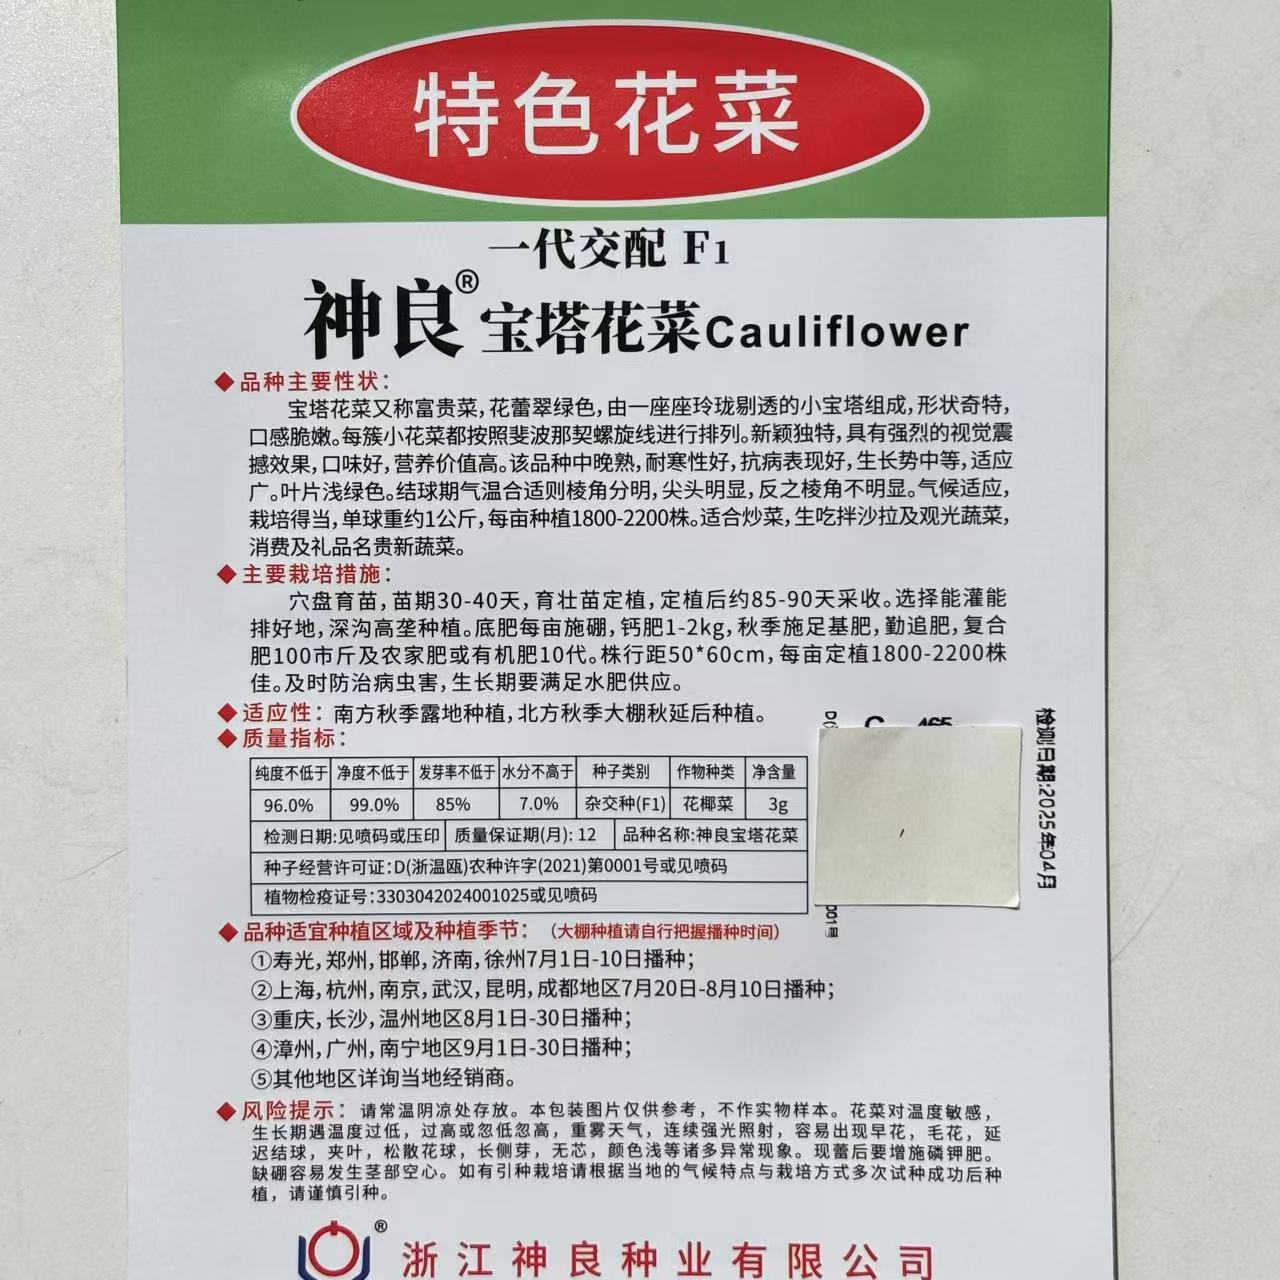 特色花菜
一代交配 F1
神良® 宝塔花菜Cauliflower
◆品种主要性状：
宝塔花菜又称富贵菜，花蕾翠绿色，由一座座玲珑剔透的小宝塔组成，形状奇特，
口感脆嫩。每簇小花菜都按照斐波那契螺旋线进行排列。新颖独特，具有强烈的视觉震
撼效果，口味好，营养价值高。该品种中晚熟，耐寒性好，抗病表现好，生长势中等，适应
广。叶片浅绿色。结球期气温合适则棱角分明，尖头明显，反之棱角不明显。气候适应，
栽培得当，单球重约1公斤，每亩种植1800-2200株。适合炒菜，生吃拌沙拉及观光蔬菜，
消费及礼品名贵新蔬菜。
◆主要栽培措施：
穴盘育苗，苗期30-40天，育壮苗定植，定植后约85-90天采收。选择能灌能
排好地，深沟高垄种植。底肥每亩施硼，钙肥1-2kg，秋季施足基肥，勤追肥，复合
肥100市斤及农家肥或有机肥10代。株行距50*60cm，每亩定植1800-2200株
佳。及时防治病虫害，生长期要满足水肥供应。
◆适应性：南方秋季露地种植，北方秋季大棚秋延后种植。
◆质量指标：
纯度不低于 净度不低于 发芽率不低于 水分不高于 种子类别 作物种类 净含量
96.0% 99.0% 85% 7.0% 杂交种(F1) 花椰菜 3g
检测日期:见喷码或压印 质量保证期(月): 12 品种名称:神良宝塔花菜
种子经营许可证：D(浙温瓯)农种许字(2021)第0001号或见喷码
植物检疫证号：3303042024001025或见喷码
检测日期:2025年04月
465
001号
◆品种适宜种植区域及种植季节：（大棚种植请自行把握播种时间）
①寿光，郑州，邯郸，济南，徐州7月1日-10日播种；
②上海，杭州，南京，武汉，昆明，成都地区7月20日-8月10日播种；
③重庆，长沙，温州地区8月1日-30日播种；
④漳州，广州，南宁地区9月1日-30日播种；
⑤其他地区详询当地经销商。
◆风险提示：请常温阴凉处存放。本包装图片仅供参考，不作实物样本。花菜对温度敏感，
生长期遇温度过低，过高或忽低忽高，重雾天气，连续强光照射，容易出现早花，毛花，延
迟结球，夹叶，松散花球，长侧芽，无芯，颜色浅等诸多异常现象。现蕾后要增施磷钾肥。
缺硼容易发生茎部空心。如有引种栽培请根据当地的气候特点与栽培方式多次试种成功后种
植，请谨慎引种。
® 浙江神良种业有限公司